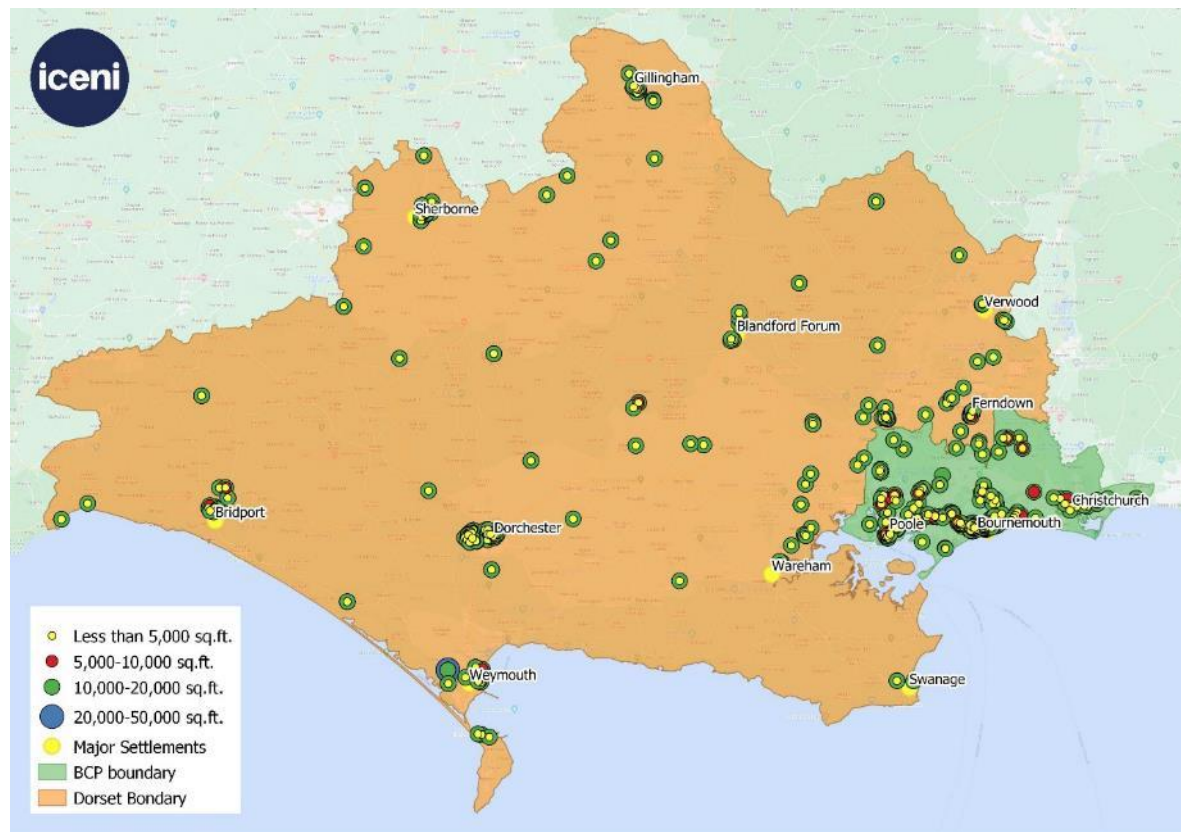 iceni
Gillingham
Sherborne
Verwood
Blandford Forum
Ferndown
Bridport
Dorchester
Christchurch
Poole
Bournemouth
Wareham
Weymouth
Swanage
Less than 5,000 sq.ft.
5,000-10,000 sq.ft.
10,000-20,000 sq.ft.
20,000-50,000 sq.ft.
Major Settlements
BCP boundary
Dorset Bondary